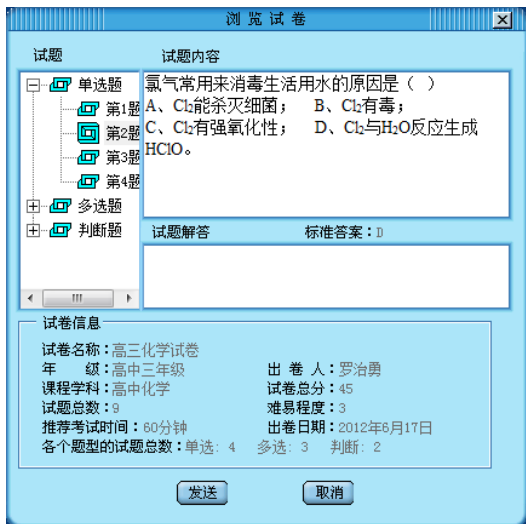 浏览试卷
试题
试题内容
单选题
第1题
第2题
第3题
第4题
多选题
判断题
氯气常用来消毒生活用水的原因是（ ）
A、Cl2能杀灭细菌； B、Cl2有毒；
C、Cl2有强氧化性； D、Cl2与H2O反应生成
HClO。
试题解答 标准答案：D
试卷信息
试卷名称：高三化学试卷
年 级：高中三年级 出 卷 人：罗治勇
课程学科：高中化学 试卷总分：45
试题总数：9 难易程度：3
推荐考试时间：60分钟 出卷日期：2012年6月17日
各个题型的试题总数：单选: 4 多选: 3 判断: 2
发送 取消